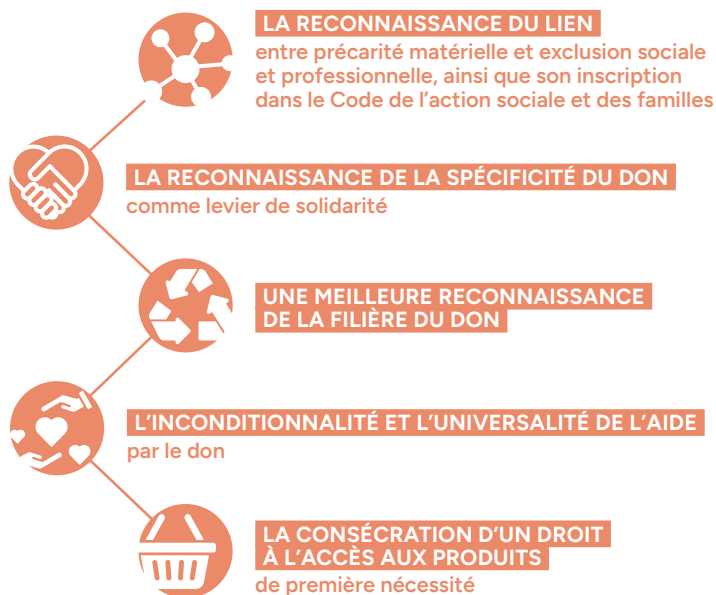 LA RECONNAISSANCE DU LIEN
entre précarité matérielle et exclusion sociale
et professionnelle, ainsi que son inscription
dans le Code de l’action sociale et des familles
LA RECONNAISSANCE DE LA SPÉCIFICITÉ DU DON
comme levier de solidarité
UNE MEILLEURE RECONNAISSANCE
DE LA FILIÈRE DU DON
L’INCONDITIONNALITÉ ET L’UNIVERSALITÉ DE L’AIDE
par le don
LA CONSÉCRATION D’UN DROIT
À L’ACCÈS AUX PRODUITS
de première nécessité